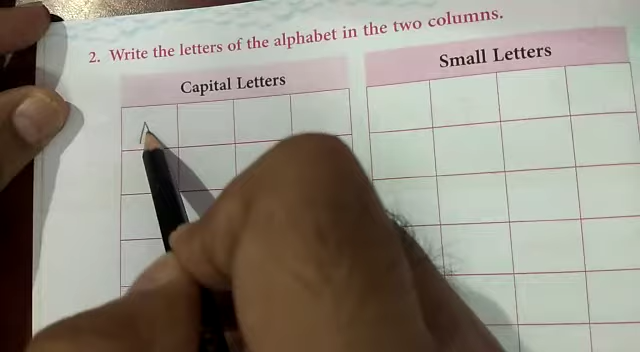 2. Write the letters of the alphabet in the two columns.
Capital Letters
Small Letters